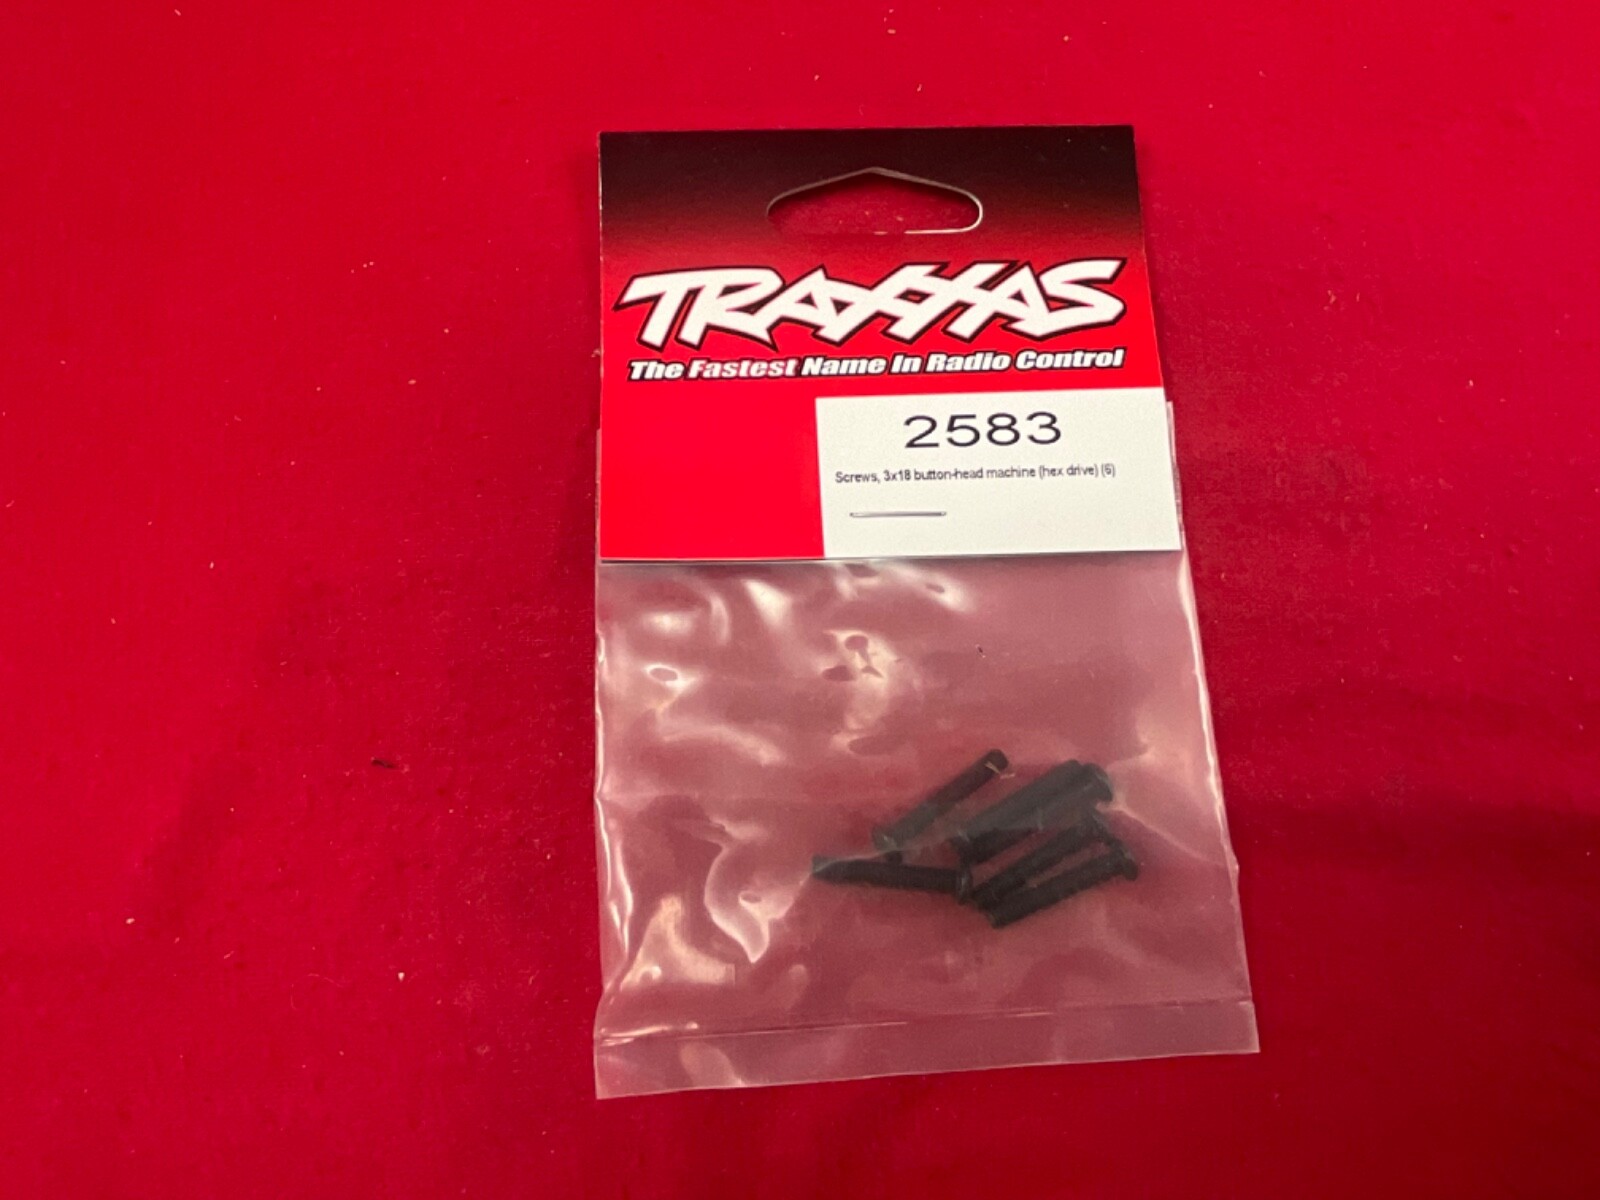 TRAXXAS
The Fastest Name In Radio Control
2583
Screws, 3x18 button-head machine (hex drive) (6)